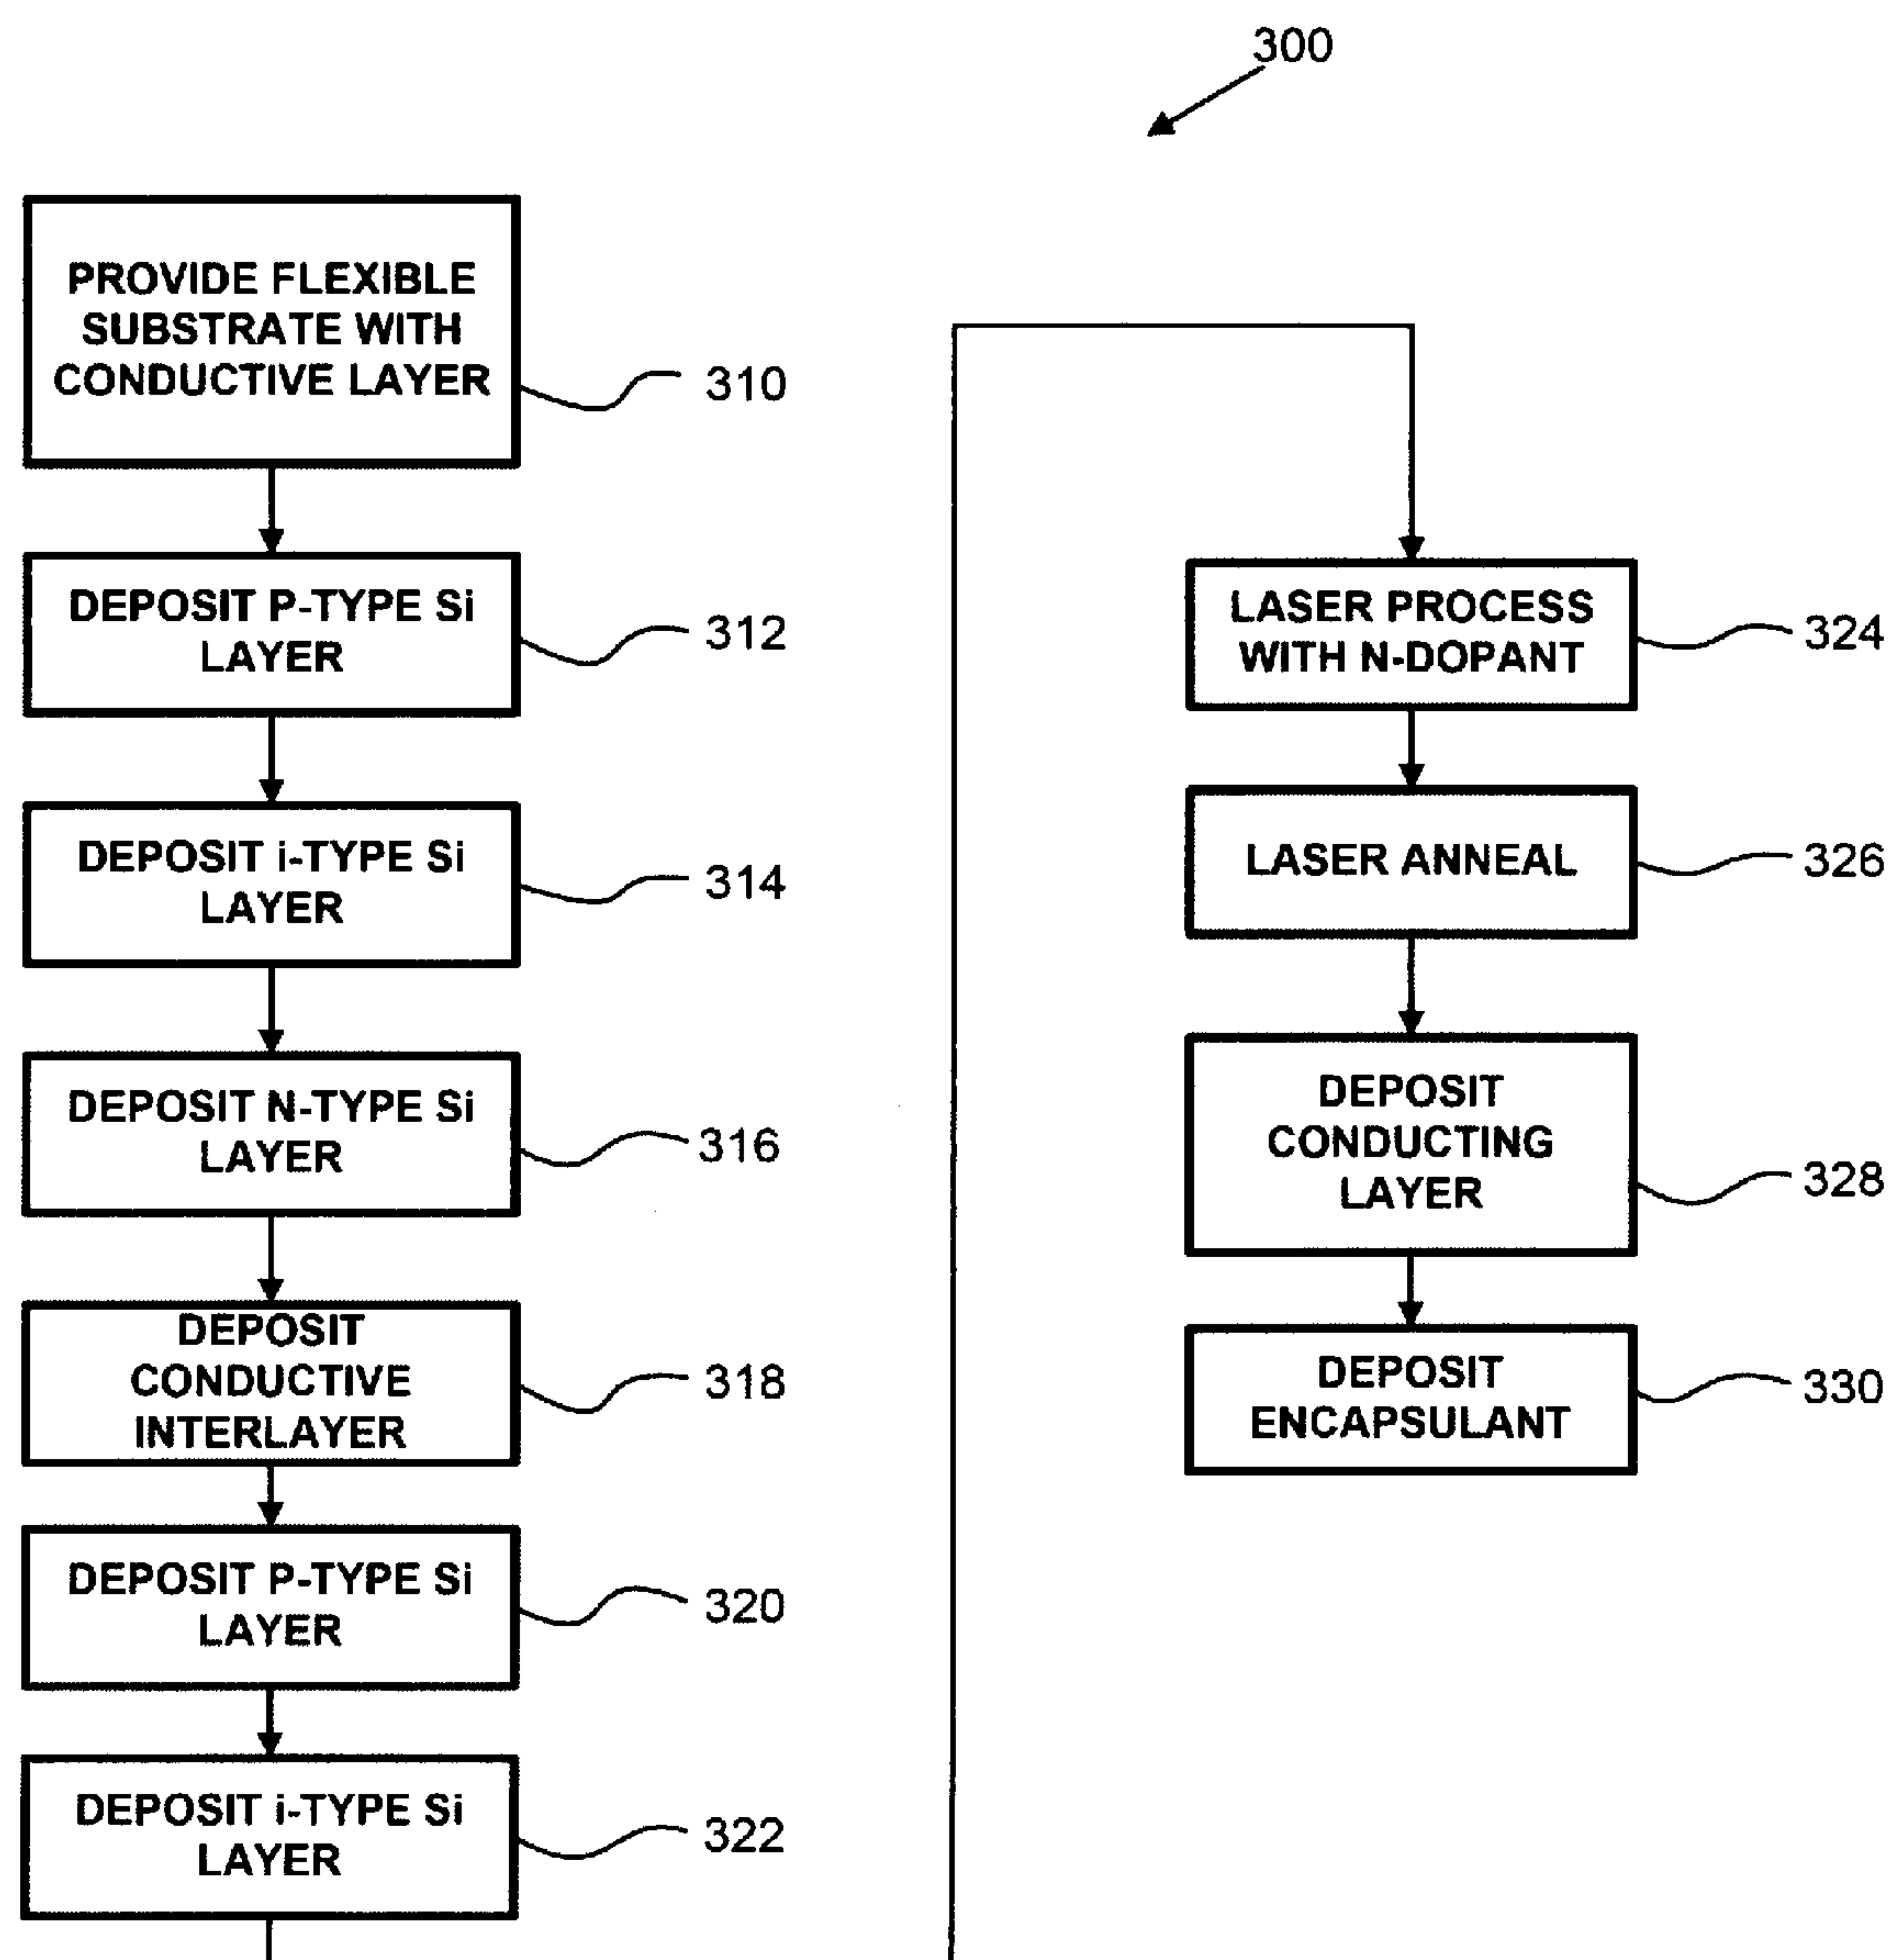 300
PROVIDE FLEXIBLE
SUBSTRATE WITH
CONDUCTIVE LAYER
310
DEPOSIT P-TYPE Si
LAYER
312
DEPOSIT i-TYPE Si
LAYER
314
DEPOSIT N-TYPE Si
LAYER
316
DEPOSIT
CONDUCTIVE
INTERLAYER
318
DEPOSIT P-TYPE Si
LAYER
320
DEPOSIT i-TYPE Si
LAYER
322
LASER PROCESS
WITH N-DOPANT
324
LASER ANNEAL
326
DEPOSIT
CONDUCTING
LAYER
328
DEPOSIT
ENCAPSULANT
330